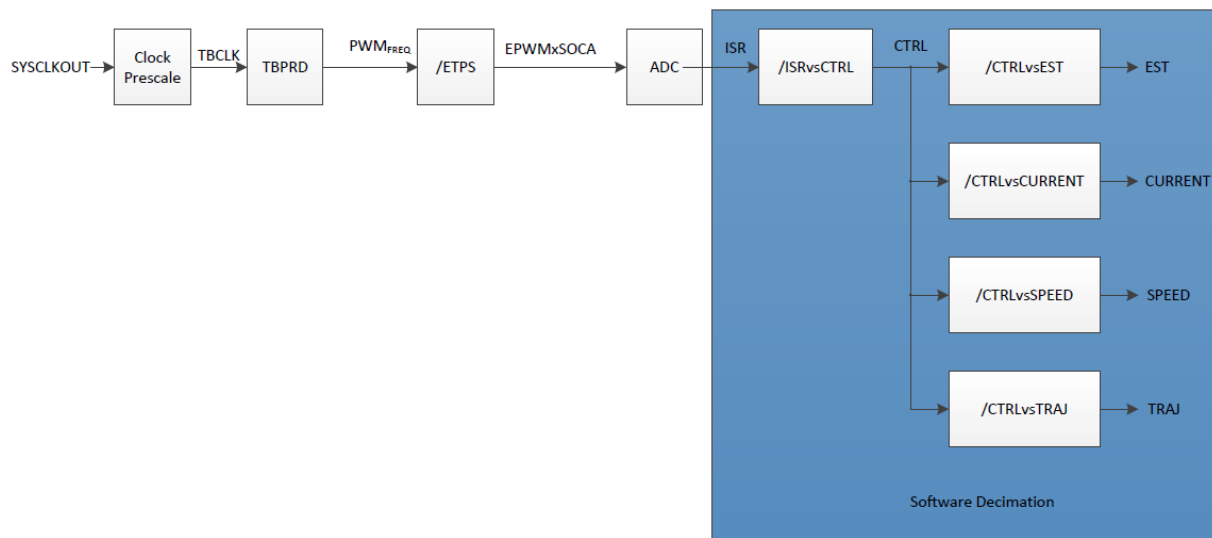 SYSCLKOUT
Clock
Prescale
TBCLK
TBPRD
PWMFREQ
/ETPS
EPWMxSOCA
ADC
ISR
/ISRvsCTRL
CTRL
/CTRLvsEST
EST
/CTRLvsCURRENT
CURRENT
/CTRLvsSPEED
SPEED
/CTRLvsTRAJ
TRAJ
Software Decimation